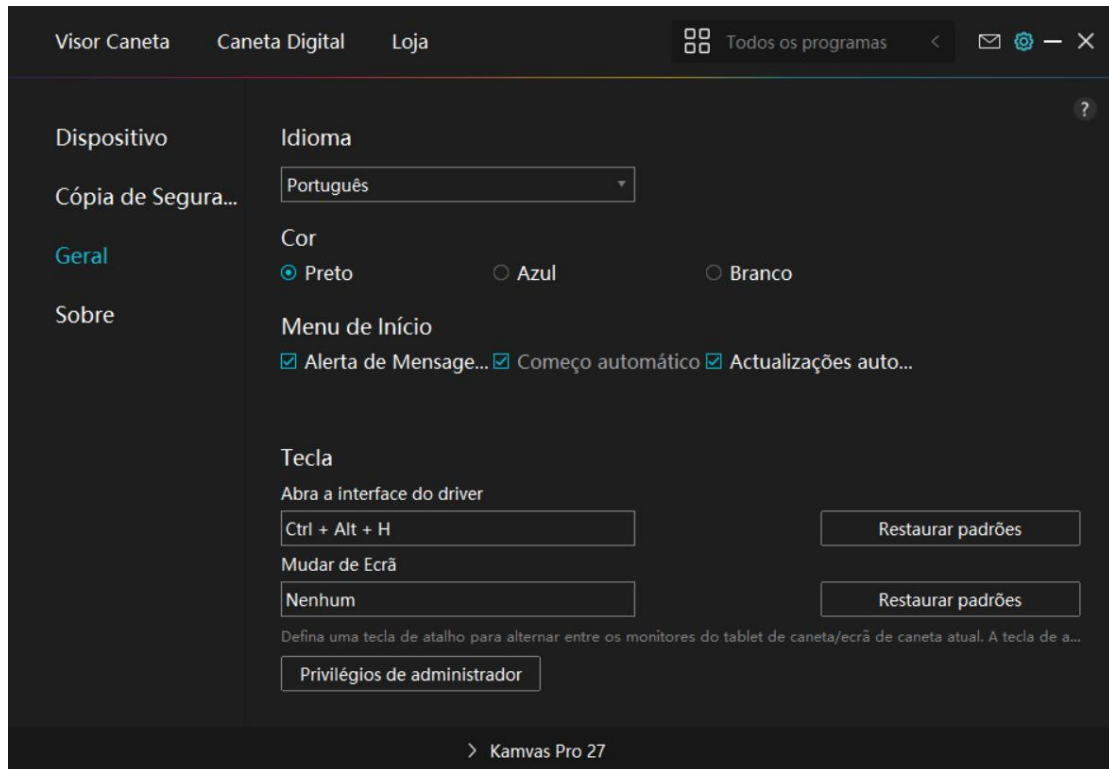 Visor Caneta Caneta Digital Loja Todos os programas
?
Dispositivo
Cópia de Segura...
Geral
Sobre
Idioma
Português
Cor
Preto Azul Branco
Menu de Início
Alerta de Mensage... Começo automático Actualizações auto...
Tecla
Abra a interface do driver
Ctrl + Alt + H Restaurar padrões
Mudar de Ecrã
Nenhum Restaurar padrões
Defina uma tecla de atalho para alternar entre os monitores do tablet de caneta/ecrã de caneta atual. A tecla de a...
Privilégios de administrador
Kamvas Pro 27